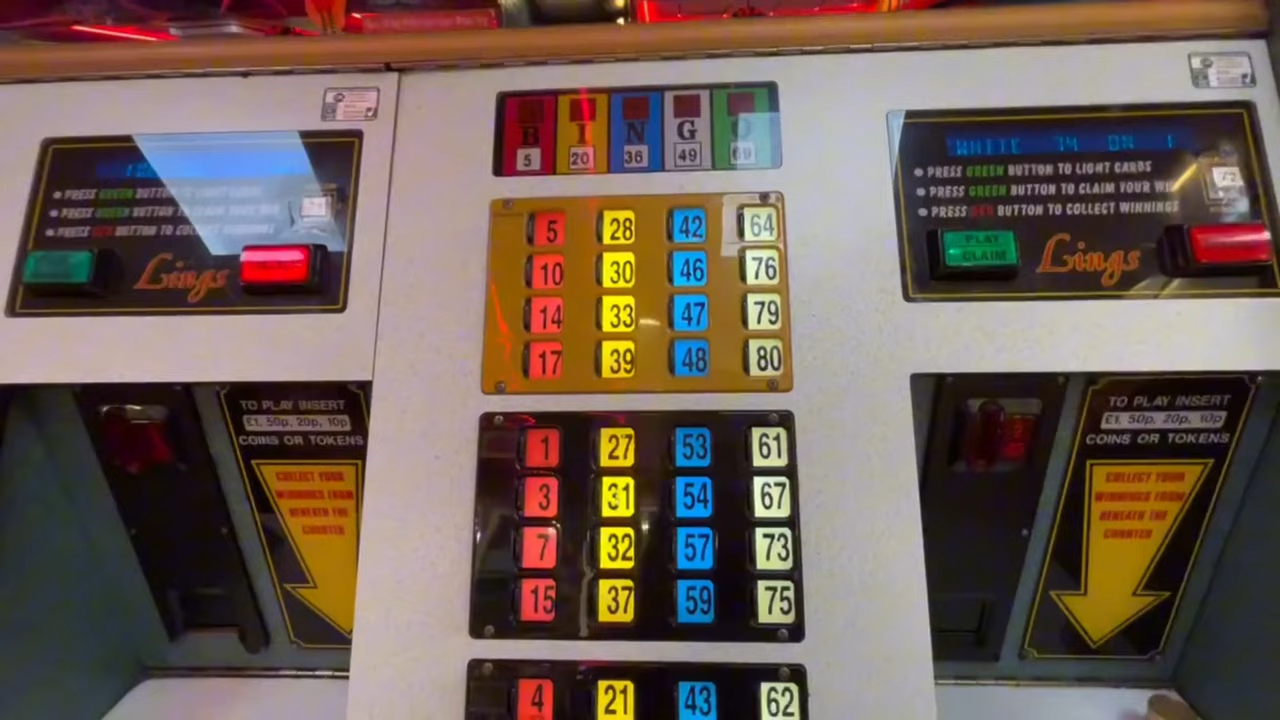 B I N G O
5 20 36 49 69
WHITE 74 ON 1
• PRESS GREEN BUTTON TO LIGHT CARDS
• PRESS GREEN BUTTON TO CLAIM YOUR
• PRESS RED BUTTON TO COLLECT WINNINGS
PLAY
CLAIM
Lings
72
• PRESS GREEN BUTTON TO LIGHT CARDS
• PRESS GREEN BUTTON TO CLAIM YOUR
• PRESS RED BUTTON TO COLLECT WINNINGS
Lings
5 28 42 64
10 30 46 76
14 33 47 79
17 39 48 80
1 27 53 61
3 31 54 67
7 32 57 73
15 37 59 75
4 21 43 62
TO PLAY INSERT
£1, 50p, 20p, 10p
COINS OR TOKENS
COLLECT YOUR
WINNINGS FROM
BENEATH THE
COUNTER
TO PLAY INSERT
£1, 50p, 20p, 10p
COINS OR TOKENS
COLLECT YOUR
WINNINGS FROM
BENEATH THE
COUNTER